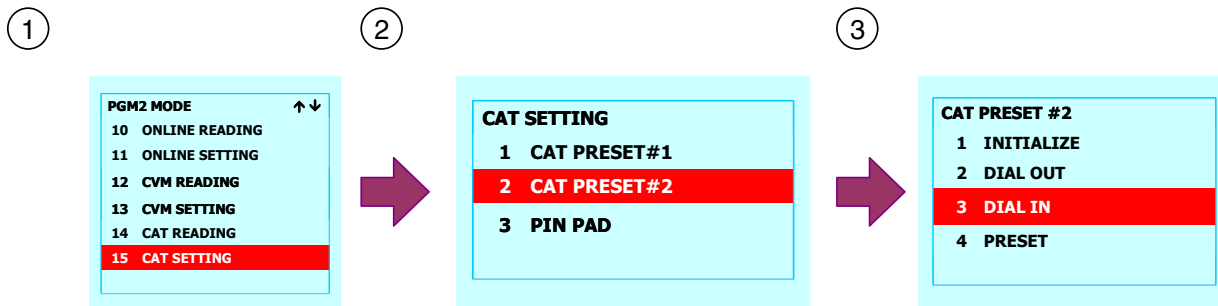 1
PGM2 MODE ↑↓
10 ONLINE READING
11 ONLINE SETTING
12 CVM READING
13 CVM SETTING
14 CAT READING
15 CAT SETTING
2
CAT SETTING
1 CAT PRESET#1
2 CAT PRESET#2
3 PIN PAD
3
CAT PRESET #2
1 INITIALIZE
2 DIAL OUT
3 DIAL IN
4 PRESET